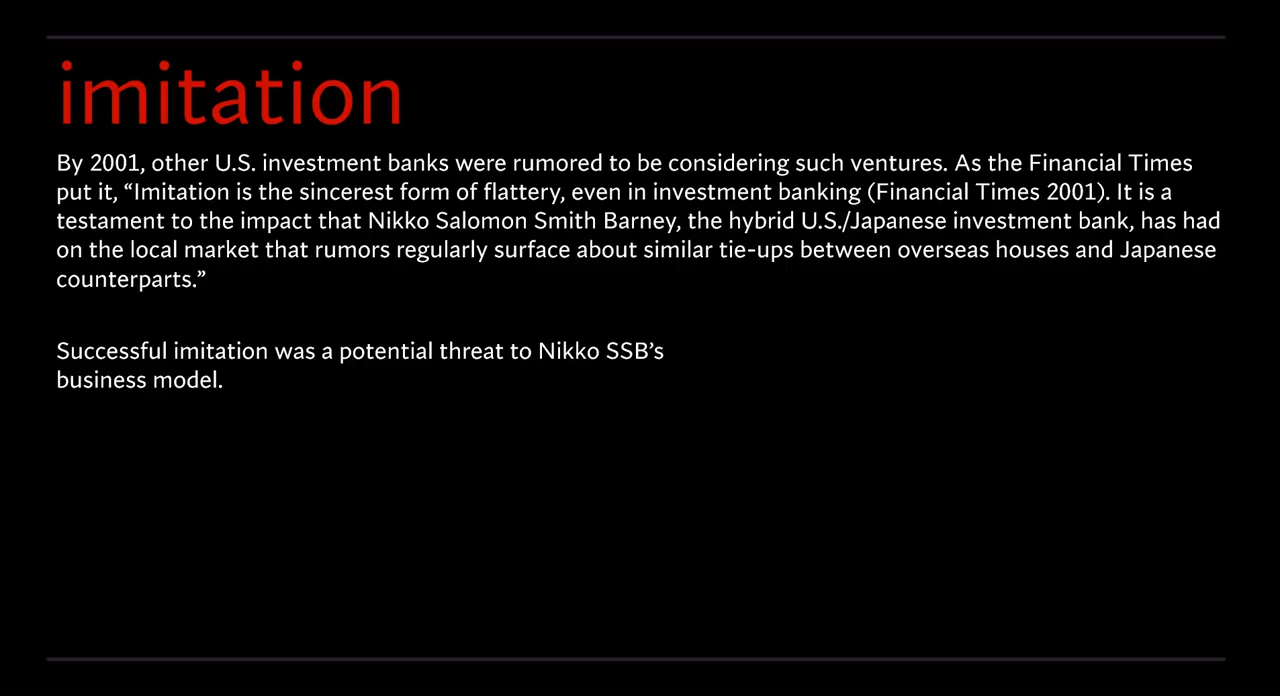 imitation
By 2001, other U.S. investment banks were rumored to be considering such ventures. As the Financial Times
put it, “Imitation is the sincerest form of flattery, even in investment banking (Financial Times 2001). It is a
testament to the impact that Nikko Salomon Smith Barney, the hybrid U.S./Japanese investment bank, has had
on the local market that rumors regularly surface about similar tie-ups between overseas houses and Japanese
counterparts.”
Successful imitation was a potential threat to Nikko SSB’s
business model.